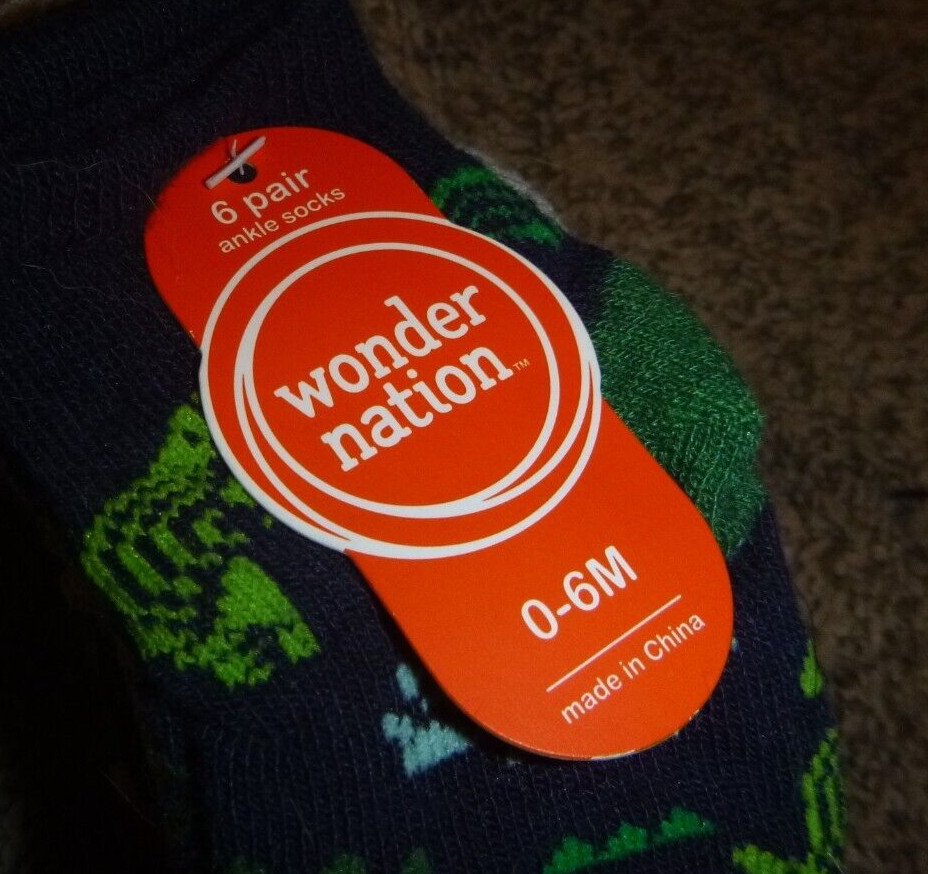 6 pair
ankle socks
wonder
nation™
0-6M
made in China